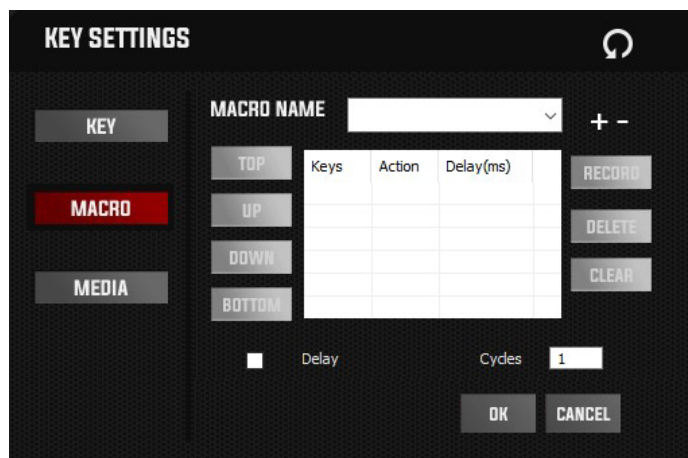 KEY SETTINGS
KEY
MACRO
MEDIA
MACRO NAME
+ -
TOP
UP
DOWN
BOTTOM
Keys Action Delay(ms)
RECORD
DELETE
CLEAR
Delay
Cycles 1
OK CANCEL